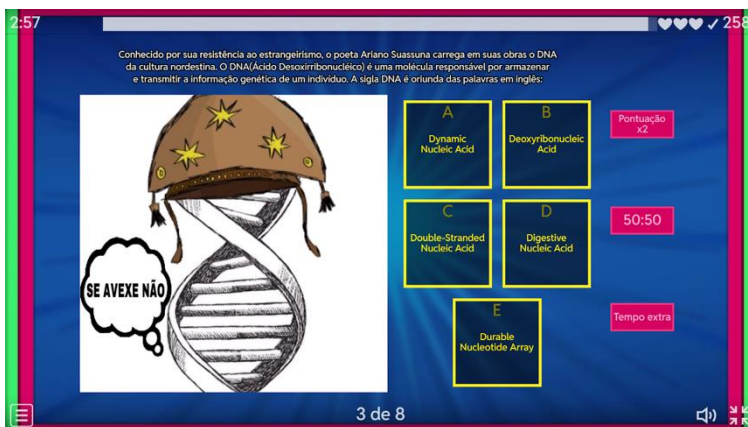 2:57
258
Conhecido por sua resistência ao estrangeirismo, o poeta Ariano Suassuna carrega em suas obras o DNA
da cultura nordestina. O DNA(Ácido Desoxirribonucléico) é uma molécula responsável por armazenar
e transmitir a informação genética de um indivíduo. A sigla DNA é oriunda das palavras em inglês:
SE AVEXE NÃO
A
Dynamic
Nucleic Acid
B
Deoxyribonucleic
Acid
C
Double-Stranded
Nucleic Acid
D
Digestive
Nucleic Acid
E
Durable
Nucleotide Array
Pontuação
x2
50:50
Tempo extra
3 de 8